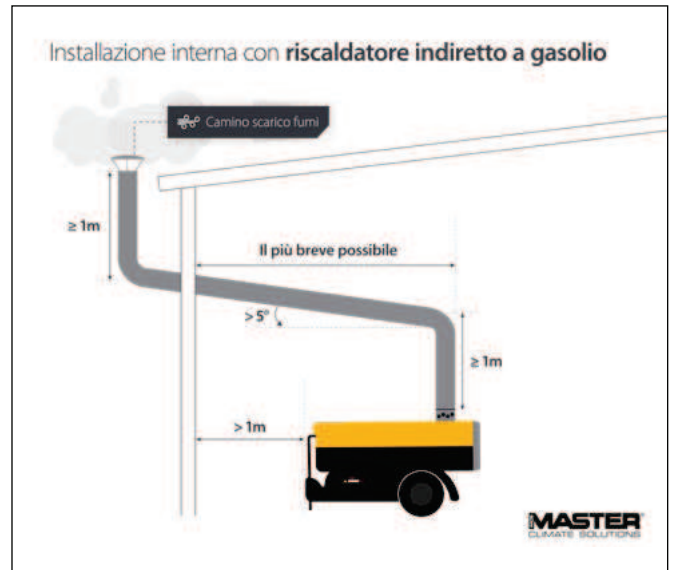 Installazione interna con riscaldatore indiretto a gasolio
Camino scarico fumi
≥ 1m
Il più breve possibile
> 5°
≥ 1m
> 1m
MASTER
CLIMATE SOLUTIONS